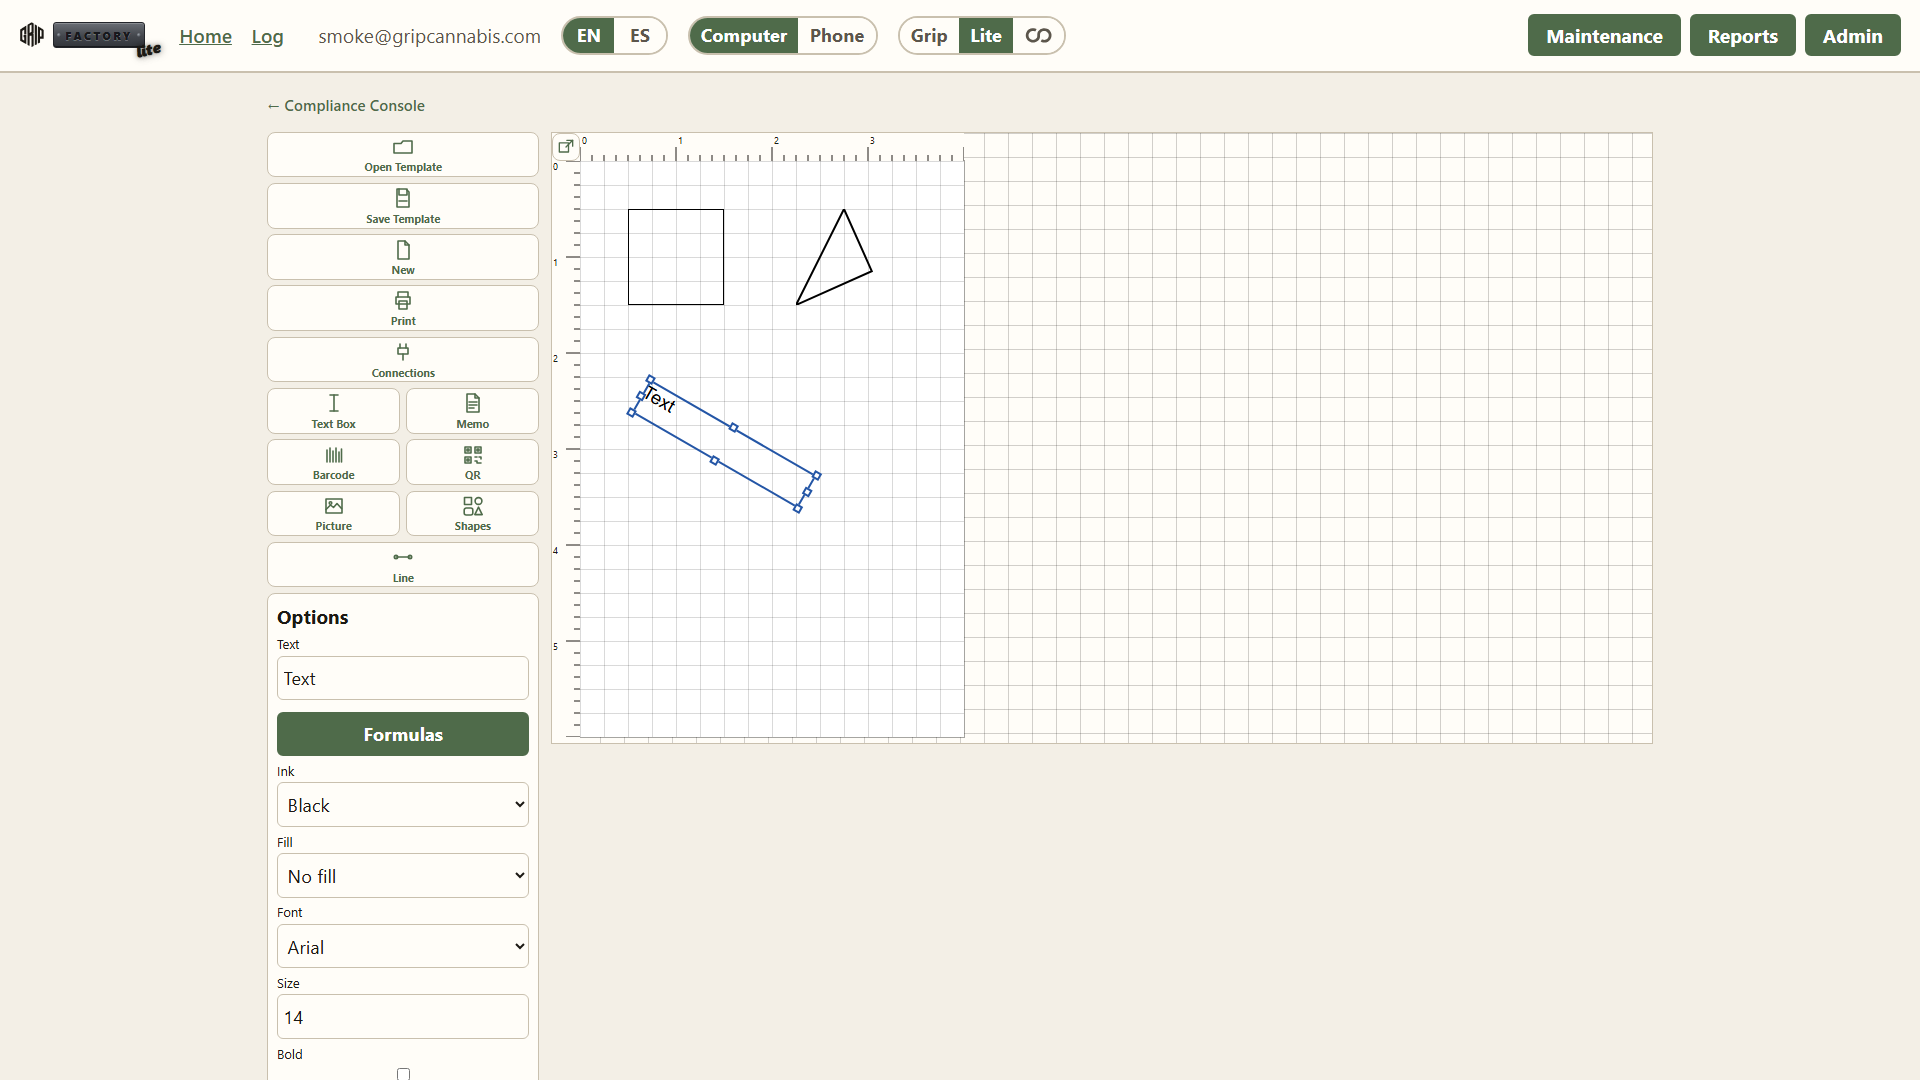 GRIP FACTORY lite
Home Log smoke@gripcannabis.com EN ES Computer Phone Grip Lite Maintenance Reports Admin
← Compliance Console
Open Template
Save Template
New
Print
Connections
Text Box Memo
Barcode QR
Picture Shapes
Line
Options
Text
Text
Formulas
Ink
Black
Fill
No fill
Font
Arial
Size
14
Bold
0 1 2 3
0
1
2
3
4
5
Text